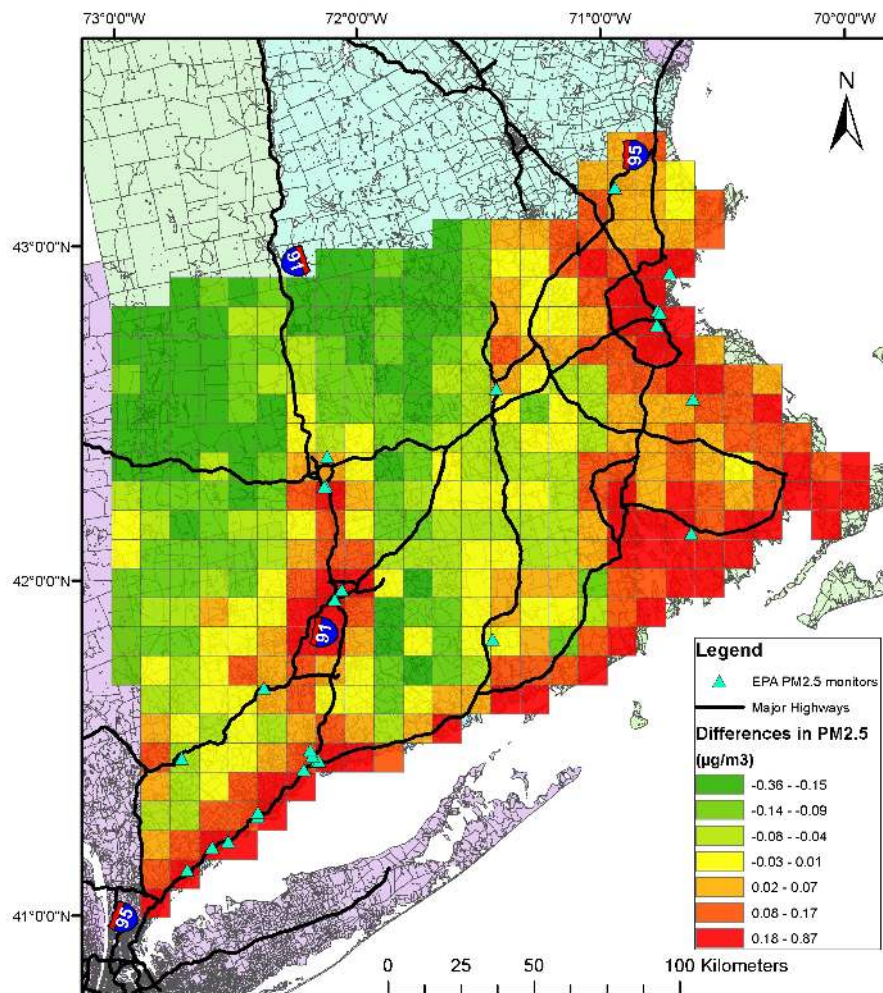 73°0'0"W 72°0'0"W 71°0'0"W 70°0'0"W
N
95
43°0'0"N
91
42°0'0"N
91
Legend
EPA PM2.5 monitors
Major Highways
Differences in PM2.5
(µg/m3)
-0.36 - -0.15
-0.14 - -0.09
-0.08 - -0.04
-0.03 - 0.01
0.02 - 0.07
0.08 - 0.17
0.18 - 0.87
41°0'0"N
95
0 25 50 100 Kilometers